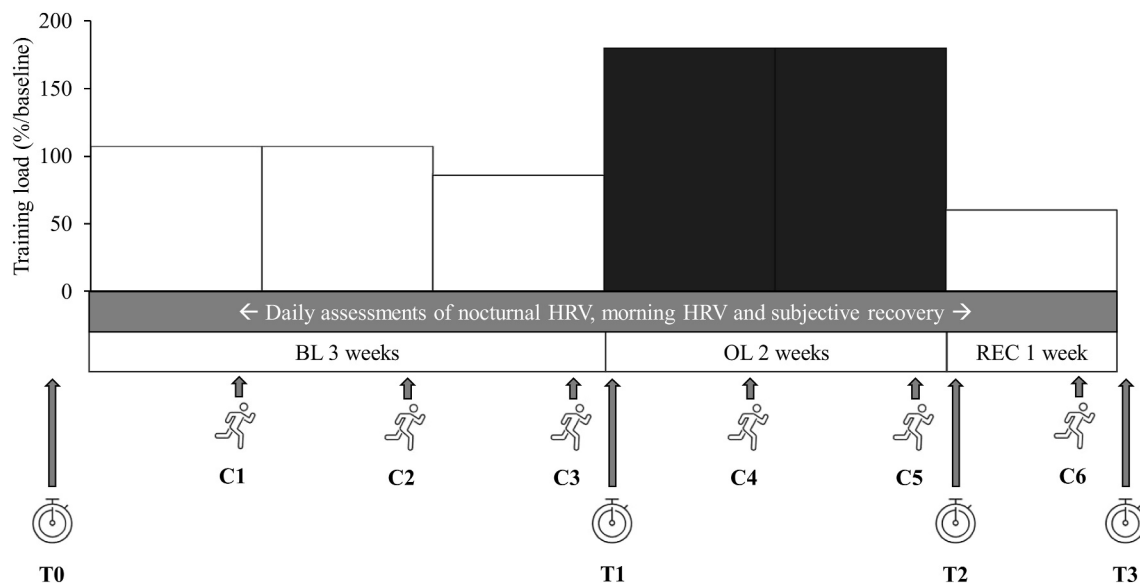 Training load (%/baseline)
200
150
100
50
0
← Daily assessments of nocturnal HRV, morning HRV and subjective recovery →
BL 3 weeks
OL 2 weeks
REC 1 week
C1
C2
C3
C4
C5
C6
T0
T1
T2
T3